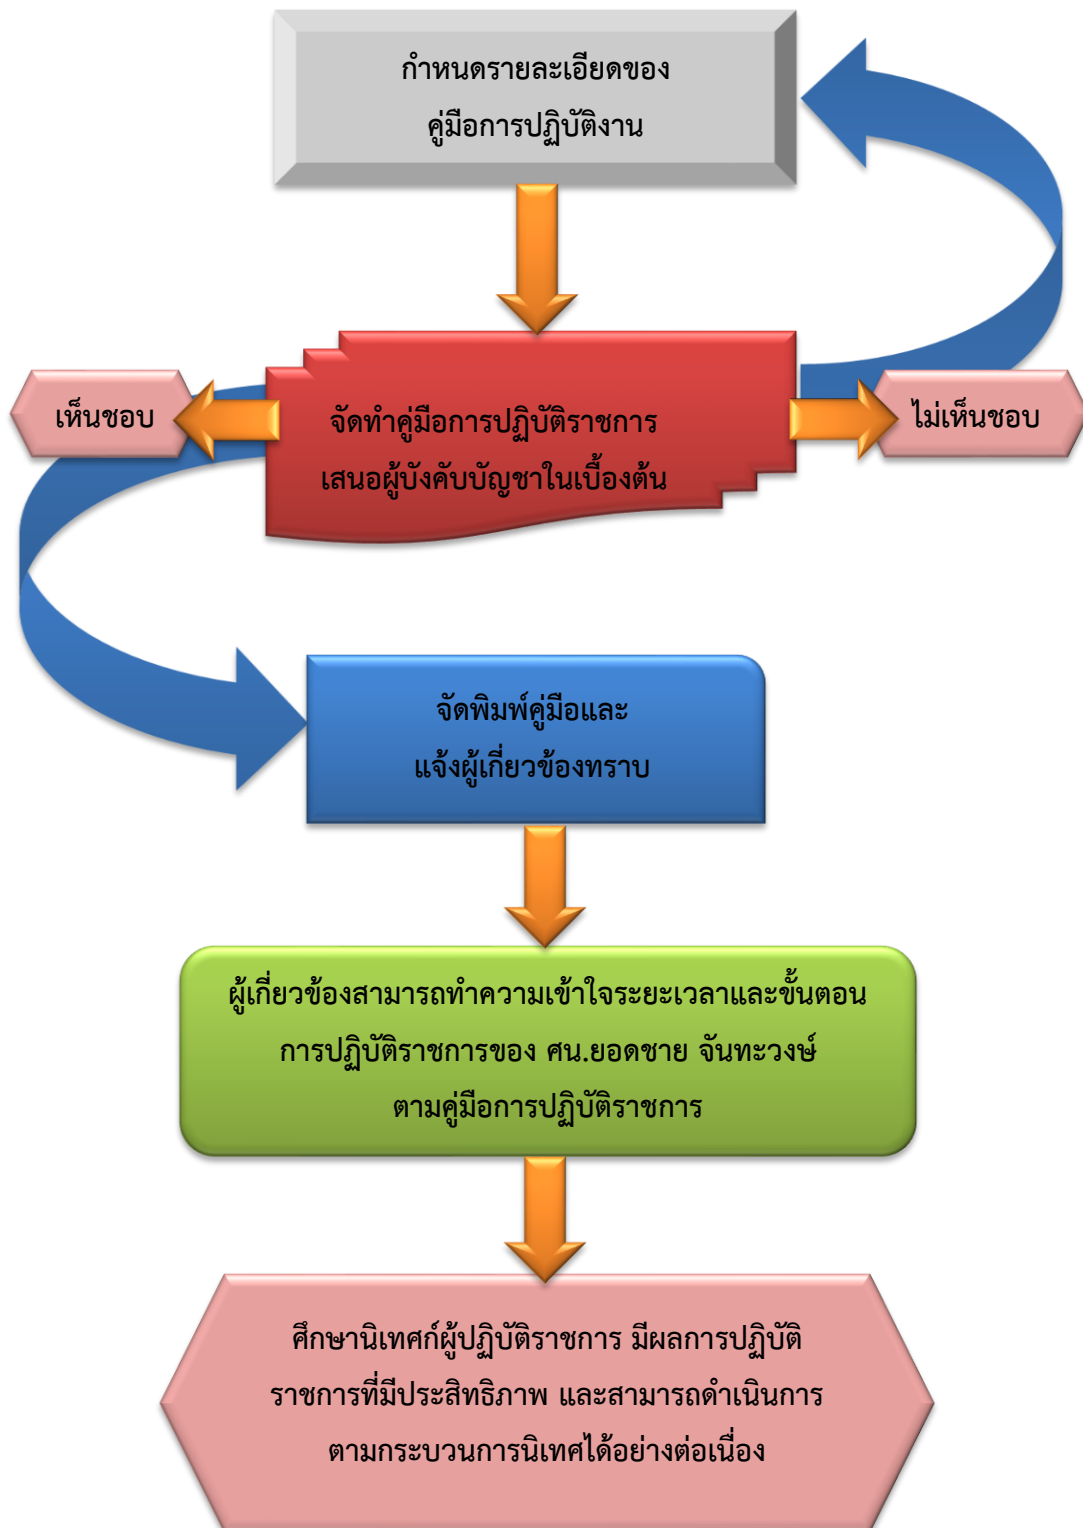 กำหนดรายละเอียดของ
คู่มือการปฏิบัติงาน
เห็นชอบ
จัดทำคู่มือการปฏิบัติราชการ
เสนอผู้บังคับบัญชาในเบื้องต้น
ไม่เห็นชอบ
จัดพิมพ์คู่มือและ
แจ้งผู้เกี่ยวข้องทราบ
ผู้เกี่ยวข้องสามารถทำความเข้าใจระยะเวลาและขั้นตอน
การปฏิบัติราชการของ ศน.ยอดชาย จันทะวงษ์
ตามคู่มือการปฏิบัติราชการ
ศึกษานิเทศก์ผู้ปฏิบัติราชการ มีผลการปฏิบัติ
ราชการที่มีประสิทธิภาพ และสามารถดำเนินการ
ตามกระบวนการนิเทศได้อย่างต่อเนื่อง